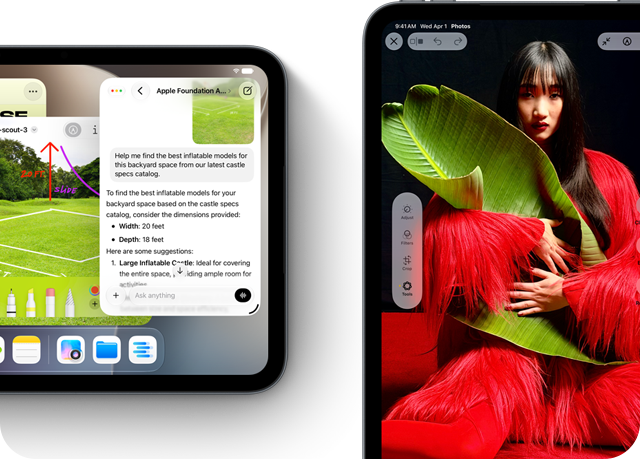 9:41 AM Wed Apr 1 Photos
Apple Foundation A...
SE
-scout-3
Help me find the best inflatable models for
this backyard space from our latest castle
specs catalog.
To find the best inflatable models for your
backyard space based on the castle specs
catalog, consider the dimensions provided:
Width: 20 feet
Depth: 18 feet
Here are some suggestions:
1. Large Inflatable Castle: Ideal for covering
the entire space, providing ample room for
activities
Ask anything
Adjust
Filters
Crop
Tools